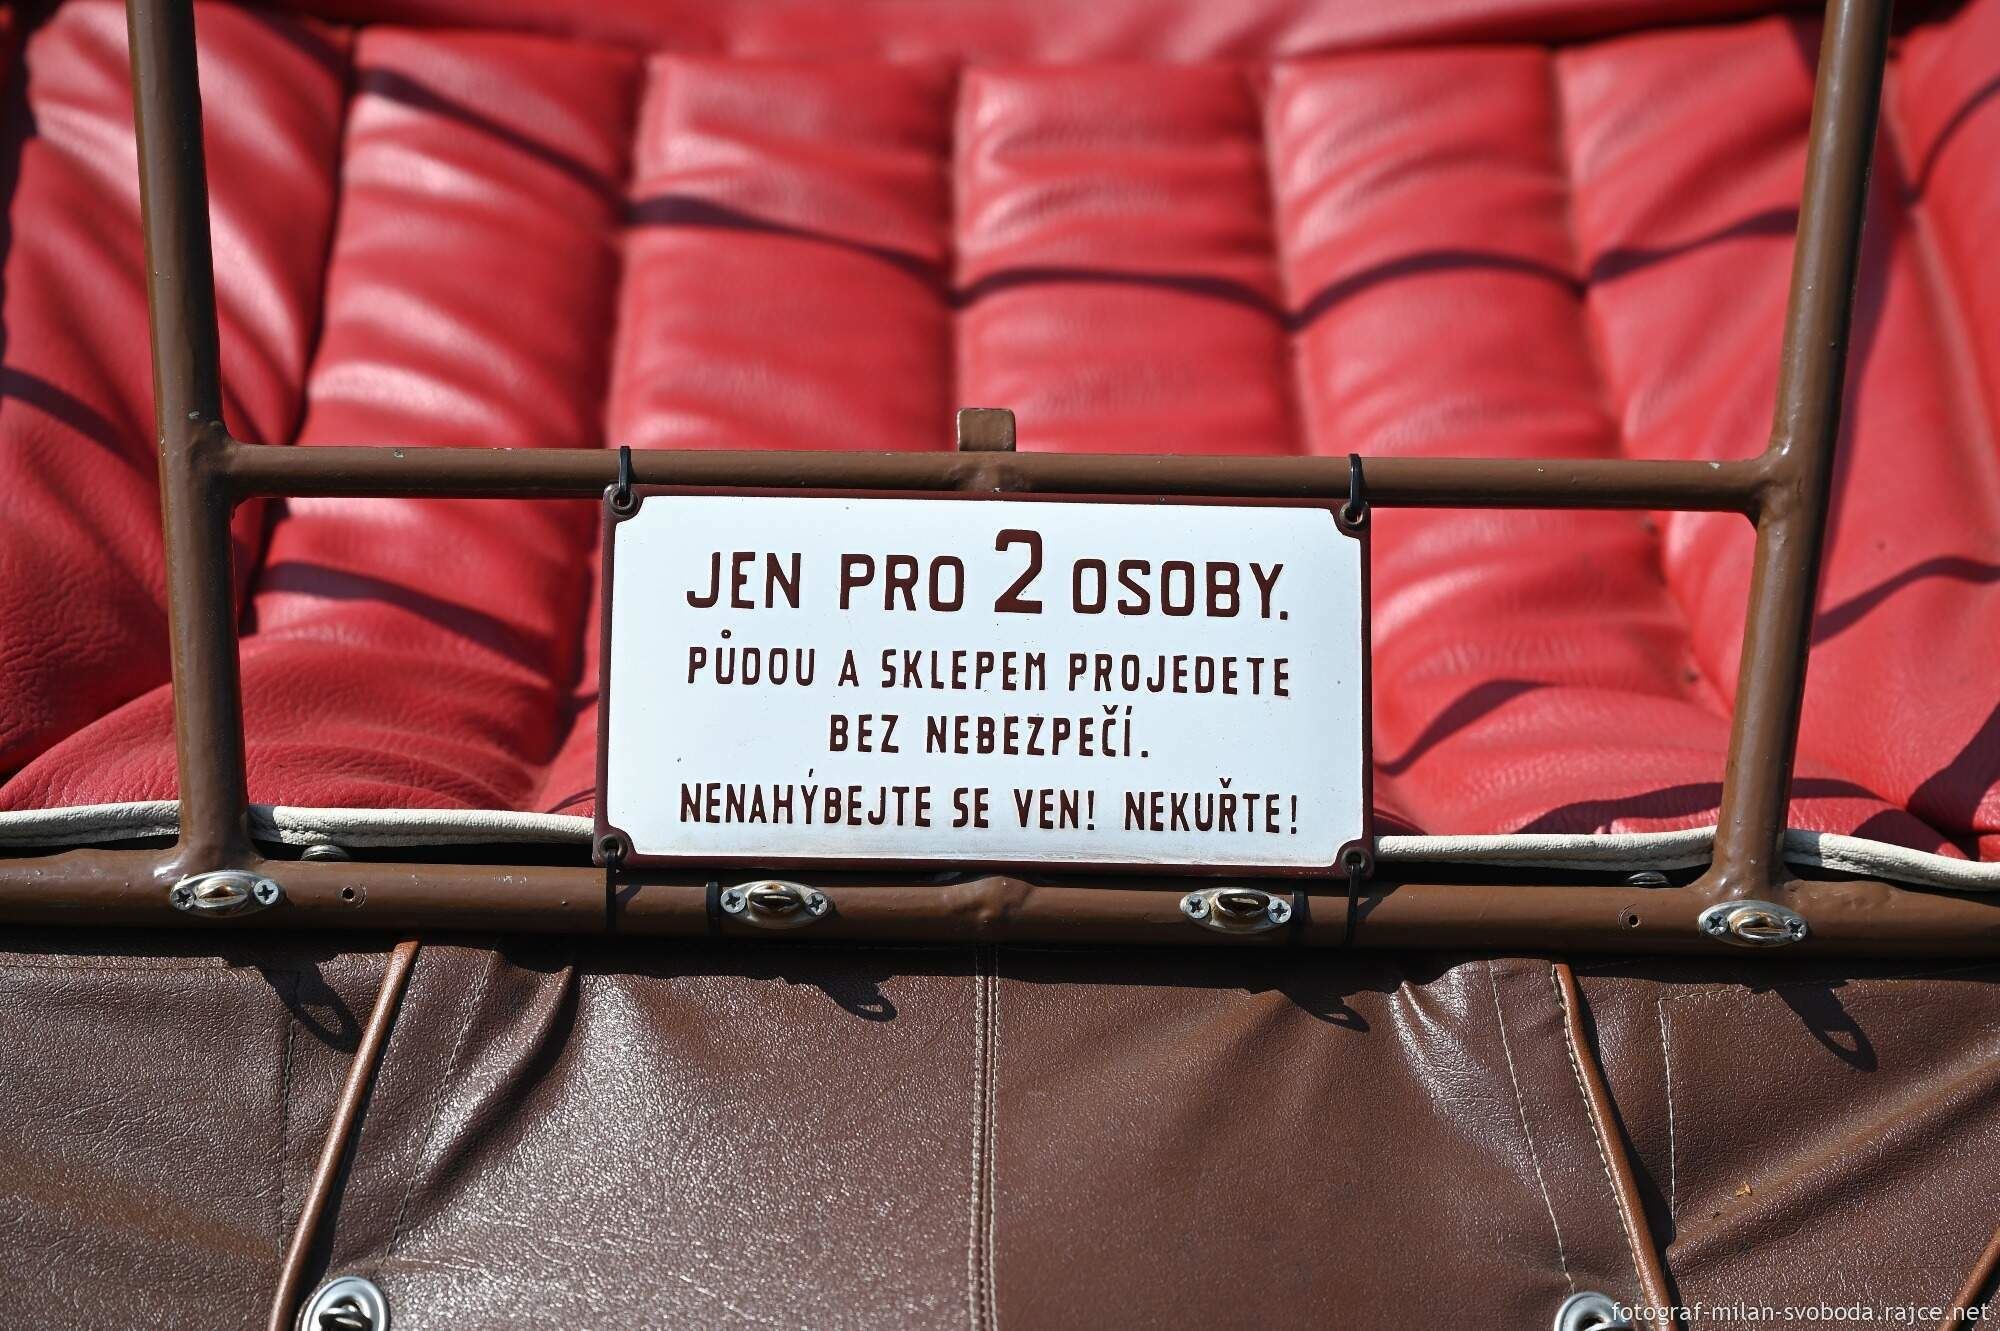 JEN PRO 2 OSOBY.
PŮDOU A SKLEPEM PROJEDETE
BEZ NEBEZPEČÍ.
NENAHÝBEJTE SE VEN! NEKUŘTE!
fotograf-milan-svoboda.rajce.net